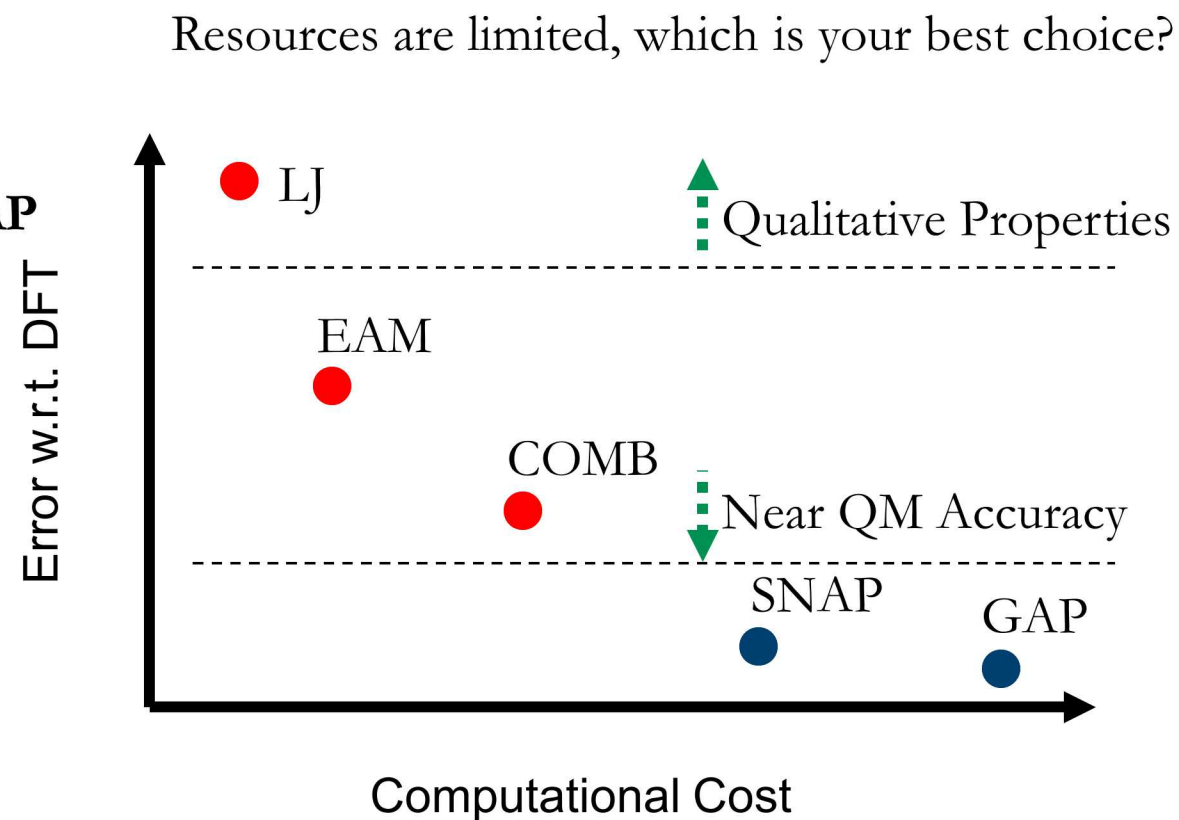 Resources are limited, which is your best choice?
LJ
AP
Qualitative Properties
Error w.r.t. DFT
EAM
COMB
Near QM Accuracy
SNAP
GAP
Computational Cost